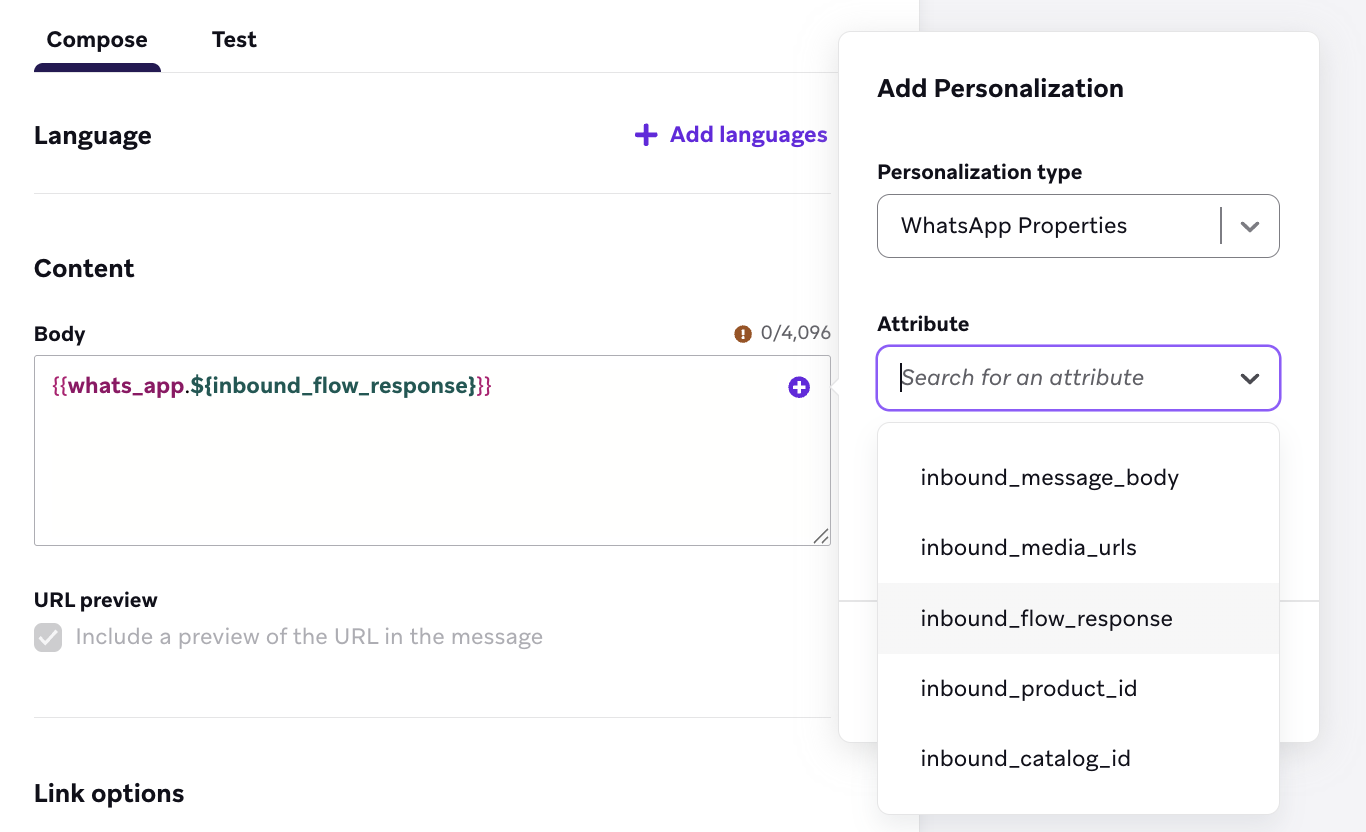 Compose
Test
Language
Add languages
Content
Body
0/4,096
{{whats_app.${inbound_flow_response}}}
URL preview
Include a preview of the URL in the message
Link options
Add Personalization
Personalization type
WhatsApp Properties
Attribute
Search for an attribute
inbound_message_body
inbound_media_urls
inbound_flow_response
inbound_product_id
inbound_catalog_id